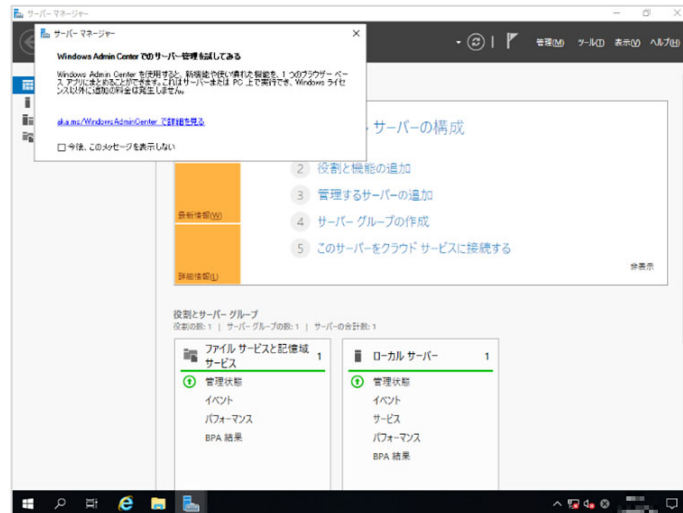 サーバー マネージャー
サーバー マネージャー
管理(M) ツール(T) 表示(V) ヘルプ(H)
Windows Admin Center でのサーバー管理を試してみる
Windows Admin Center を使用すると、新機能や使い慣れた機能を、1 つのブラウザー ベー
ス アプリにまとめることができます。これはサーバーまたは PC 上で実行でき、Windows ライセ
ンス以外に追加の料金は発生しません。
aka.ms/WindowsAdminCenter で詳細を見る
今後、このメッセージを表示しない
サーバーの構成
2 役割と機能の追加
3 管理するサーバーの追加
最新情報(W)
4 サーバー グループの作成
5 このサーバーをクラウド サービスに接続する
詳細情報(L)
非表示
役割とサーバー グループ
役割の数: 1 | サーバー グループの数: 1 | サーバーの合計数: 1
ファイル サービスと記憶域
サービス
1
管理状態
イベント
パフォーマンス
BPA 結果
ローカル サーバー 1
管理状態
イベント
サービス
パフォーマンス
BPA 結果